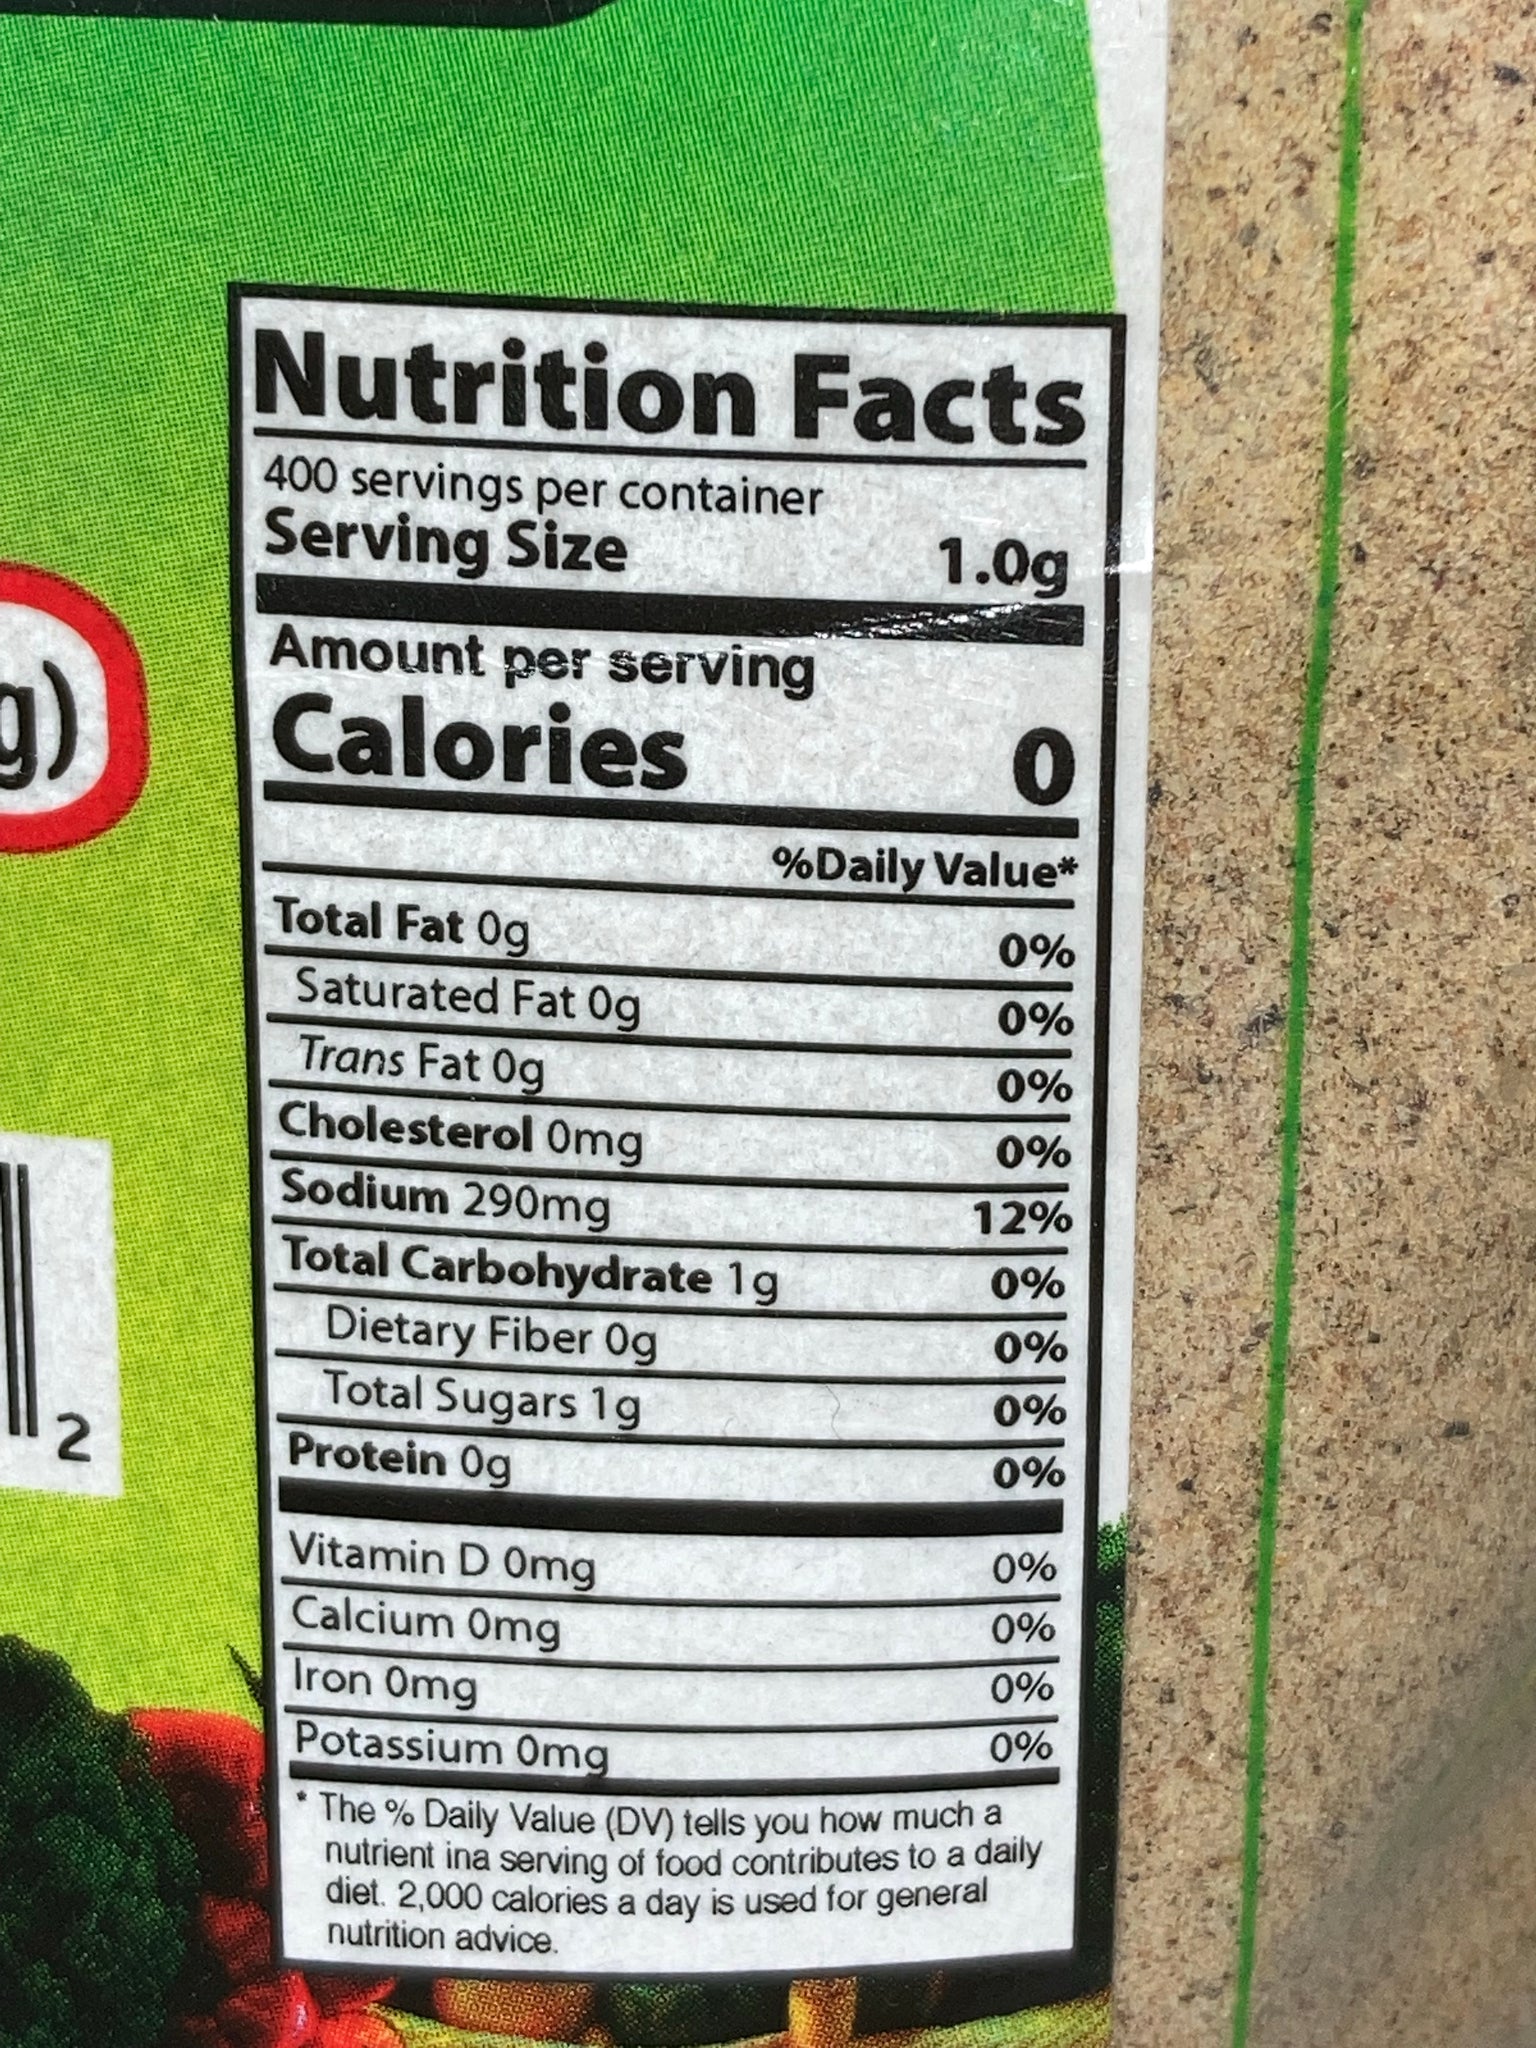 Nutrition Facts
400 servings per container
Serving Size 1.0g
Amount per serving
Calories 0
%Daily Value*
Total Fat 0g 0%
Saturated Fat 0g 0%
Trans Fat 0g 0%
Cholesterol 0mg 0%
Sodium 290mg 12%
Total Carbohydrate 1g 0%
Dietary Fiber 0g 0%
Total Sugars 1g 0%
Protein 0g 0%
Vitamin D 0mg 0%
Calcium 0mg 0%
Iron 0mg 0%
Potassium 0mg 0%
* The % Daily Value (DV) tells you how much a
nutrient ina serving of food contributes to a daily
diet. 2,000 calories a day is used for general
nutrition advice.
g)
2